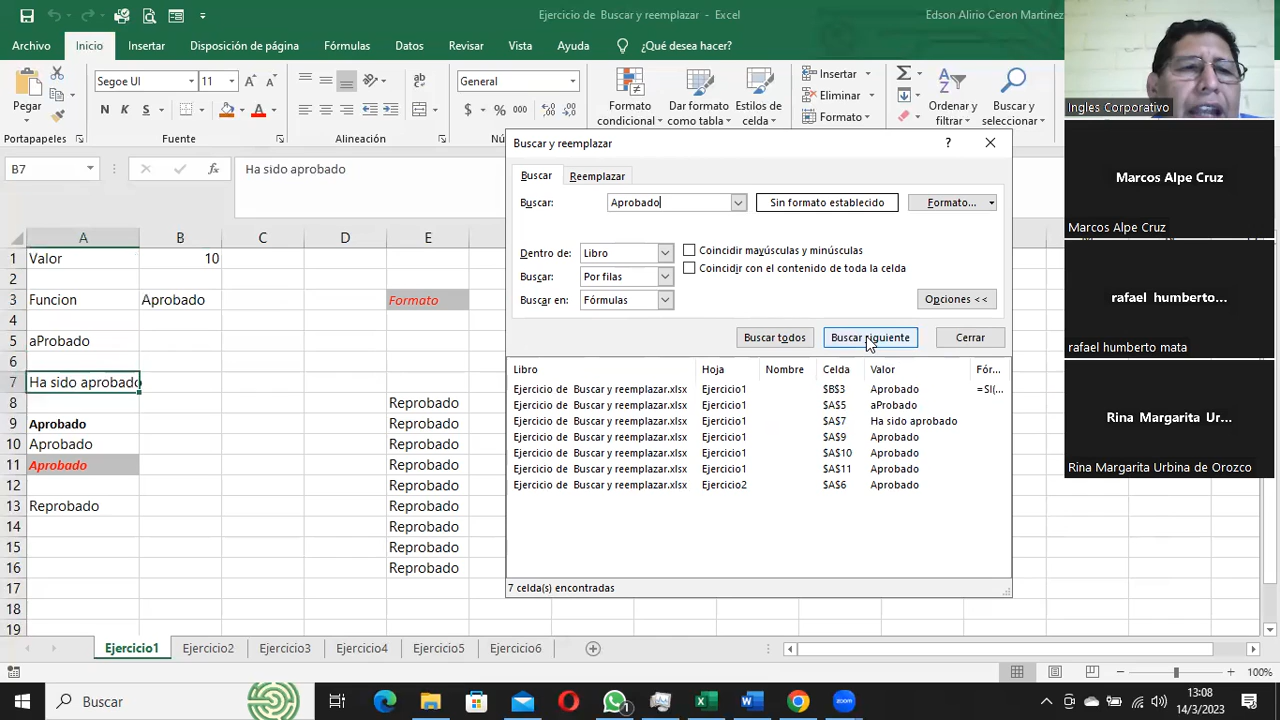 Ejercicio de Buscar y reemplazar - Excel
Edson Alirio Ceron Martinez
Archivo Inicio Insertar Disposición de página Fórmulas Datos Revisar Vista Ayuda ¿Qué desea hacer?
Pegar
Segoe UI 11
N K S
General
$ % 000
Formato condicional
Dar formato como tabla
Estilos de celda
Insertar
Eliminar
Formato
Ordenar y filtrar
Buscar y seleccionar
Portapapeles Fuente Alineación
B7
fx
Ha sido aprobado
A B C D E
1 Valor 10
2
3 Funcion Aprobado Formato
4
5 aProbado
6
7 Ha sido aprobado
8 Reprobado
9 Aprobado Reprobado
10 Aprobado Reprobado
11 Aprobado Reprobado
12 Reprobado
13 Reprobado Reprobado
14 Reprobado
15 Reprobado
16 Reprobado
17
18
19
Buscar y reemplazar ?
Buscar Reemplazar
Buscar: Aprobado Sin formato establecido Formato...
Dentro de: Libro Coincidir mayúsculas y minúsculas
Buscar: Por filas Coincidir con el contenido de toda la celda
Buscar en: Fórmulas Opciones <<
Buscar todos Buscar siguiente Cerrar
Libro Hoja Nombre Celda Valor Fór...
Ejercicio de Buscar y reemplazar.xlsx Ejercicio1 $B$3 Aprobado =SI(...
Ejercicio de Buscar y reemplazar.xlsx Ejercicio1 $A$5 aProbado
Ejercicio de Buscar y reemplazar.xlsx Ejercicio1 $A$7 Ha sido aprobado
Ejercicio de Buscar y reemplazar.xlsx Ejercicio1 $A$9 Aprobado
Ejercicio de Buscar y reemplazar.xlsx Ejercicio1 $A$10 Aprobado
Ejercicio de Buscar y reemplazar.xlsx Ejercicio1 $A$11 Aprobado
Ejercicio de Buscar y reemplazar.xlsx Ejercicio2 $A$6 Aprobado
7 celda(s) encontradas
Ingles Corporativo
Marcos Alpe Cruz
Marcos Alpe Cruz
rafael humberto...
rafael humberto mata
Rina Margarita Ur...
Rina Margarita Urbina de Orozco
Ejercicio1 Ejercicio2 Ejercicio3 Ejercicio4 Ejercicio5 Ejercicio6
100%
Buscar
zoom
13:08
14/3/2023